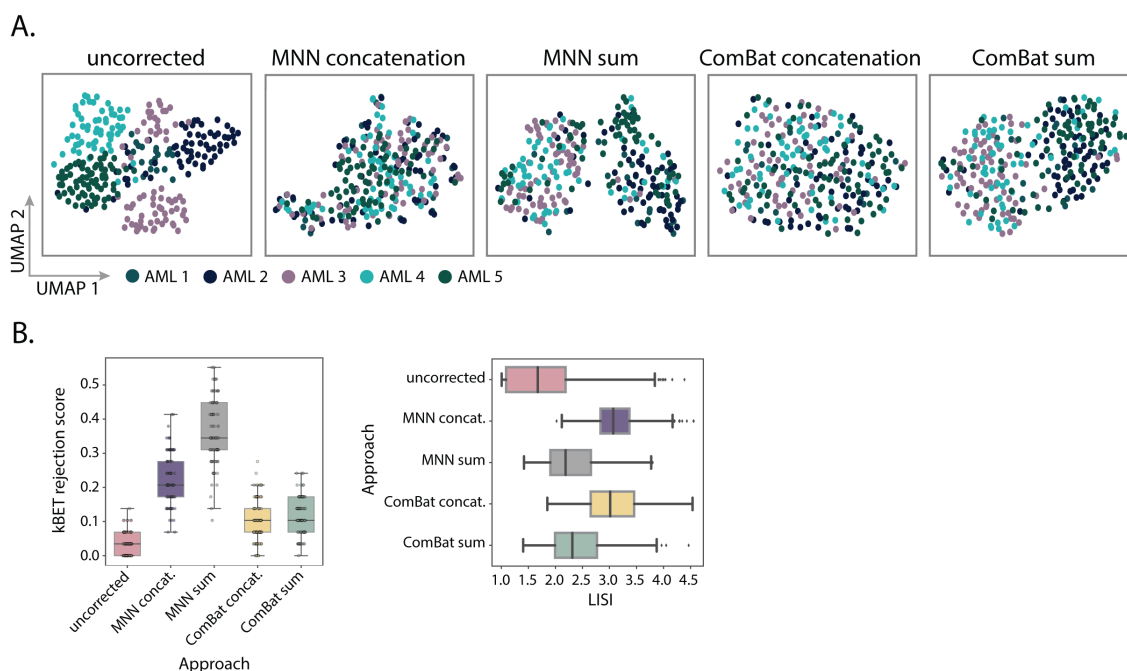 A.
uncorrected
MNN concatenation
MNN sum
ComBat concatenation
ComBat sum
UMAP 2
UMAP 1
AML 1
AML 2
AML 3
AML 4
AML 5
B.
kBET rejection score
0.5
0.4
0.3
0.2
0.1
0.0
uncorrected
MNN concat.
MNN sum
ComBat concat.
ComBat sum
Approach
Approach
uncorrected
MNN concat.
MNN sum
ComBat concat.
ComBat sum
1.0 1.5 2.0 2.5 3.0 3.5 4.0 4.5
LISI